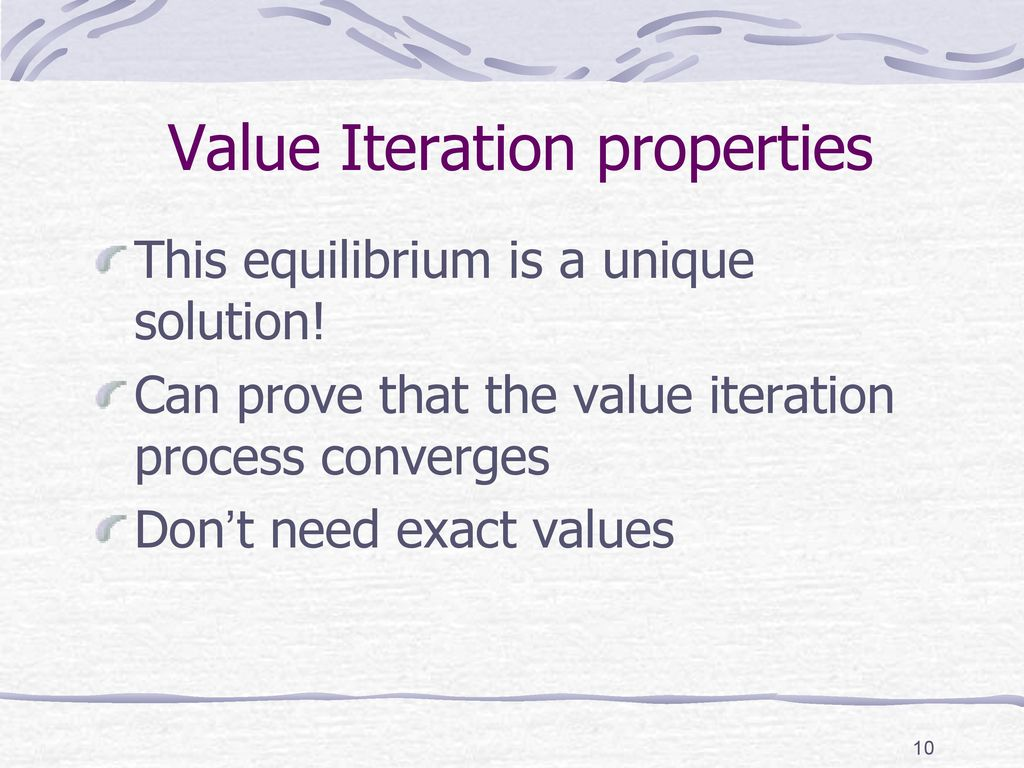 Value Iteration properties
This equilibrium is a unique
solution!
Can prove that the value iteration
process converges
Don’t need exact values
10